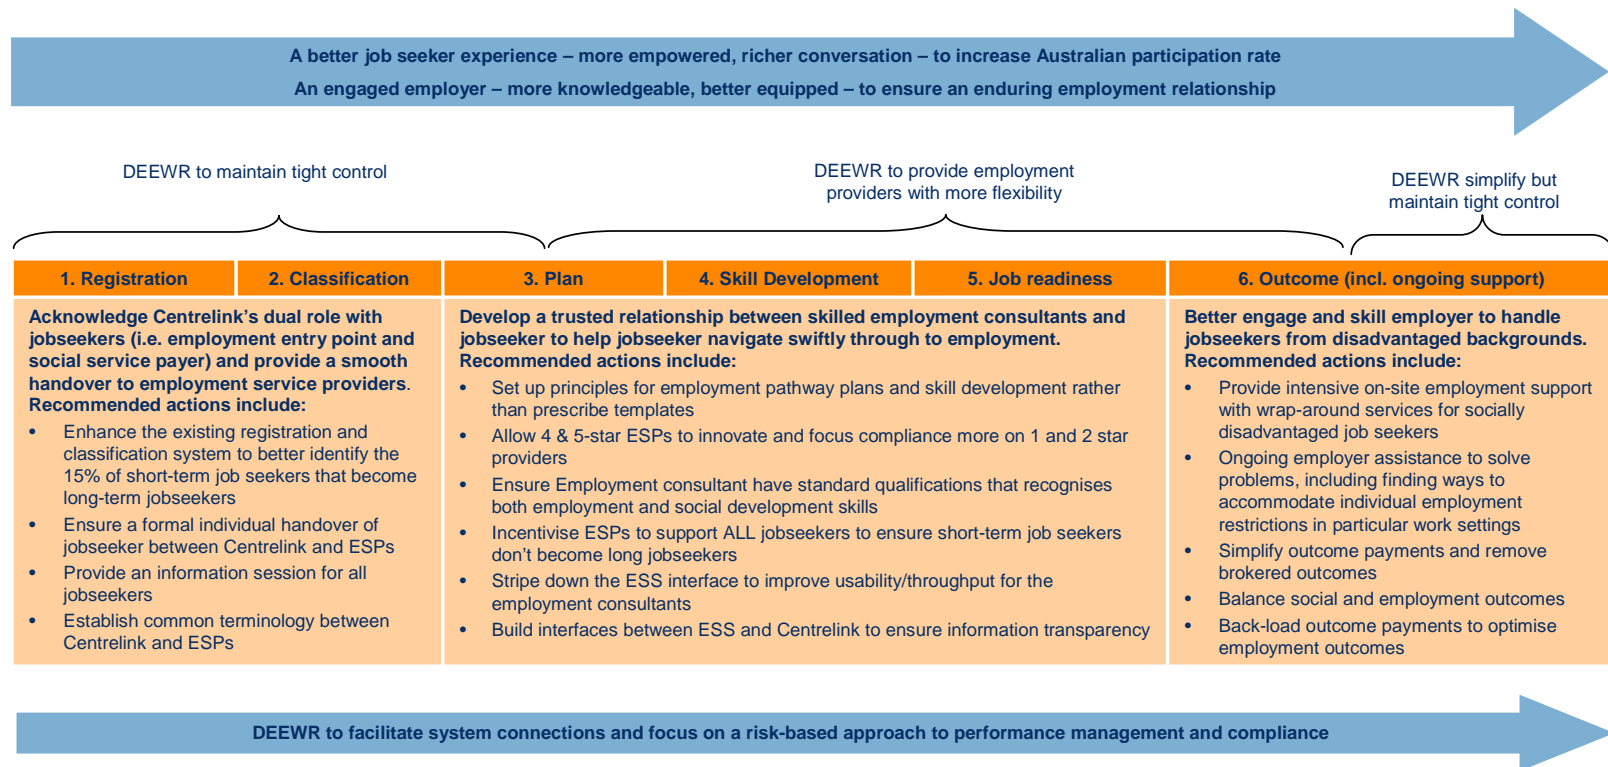 A better job seeker experience – more empowered, richer conversation – to increase Australian participation rate
An engaged employer – more knowledgeable, better equipped – to ensure an enduring employment relationship
DEEWR to maintain tight control
DEEWR to provide employment
providers with more flexibility
DEEWR simplify but
maintain tight control
1. Registration
2. Classification
3. Plan
4. Skill Development
5. Job readiness
6. Outcome (incl. ongoing support)
Acknowledge Centrelink's dual role with
jobseekers (i.e. employment entry point and
social service payer) and provide a smooth
handover to employment service providers.
Recommended actions include:
• Enhance the existing registration and
classification system to better identify the
15% of short-term job seekers that become
long-term jobseekers
• Ensure a formal individual handover of
jobseeker between Centrelink and ESPs
• Provide an information session for all
jobseekers
• Establish common terminology between
Centrelink and ESPs
Develop a trusted relationship between skilled employment consultants and
jobseeker to help jobseeker navigate swiftly through to employment.
Recommended actions include:
• Set up principles for employment pathway plans and skill development rather
than prescribe templates
• Allow 4 & 5-star ESPs to innovate and focus compliance more on 1 and 2 star
providers
• Ensure Employment consultant have standard qualifications that recognises
both employment and social development skills
• Incentivise ESPs to support ALL jobseekers to ensure short-term job seekers
don't become long jobseekers
• Stripe down the ESS interface to improve usability/throughput for the
employment consultants
• Build interfaces between ESS and Centrelink to ensure information transparency
Better engage and skill employer to handle
jobseekers from disadvantaged backgrounds.
Recommended actions include:
• Provide intensive on-site employment support
with wrap-around services for socially
disadvantaged job seekers
• Ongoing employer assistance to solve
problems, including finding ways to
accommodate individual employment
restrictions in particular work settings
• Simplify outcome payments and remove
brokered outcomes
• Balance social and employment outcomes
• Back-load outcome payments to optimise
employment outcomes
DEEWR to facilitate system connections and focus on a risk-based approach to performance management and compliance